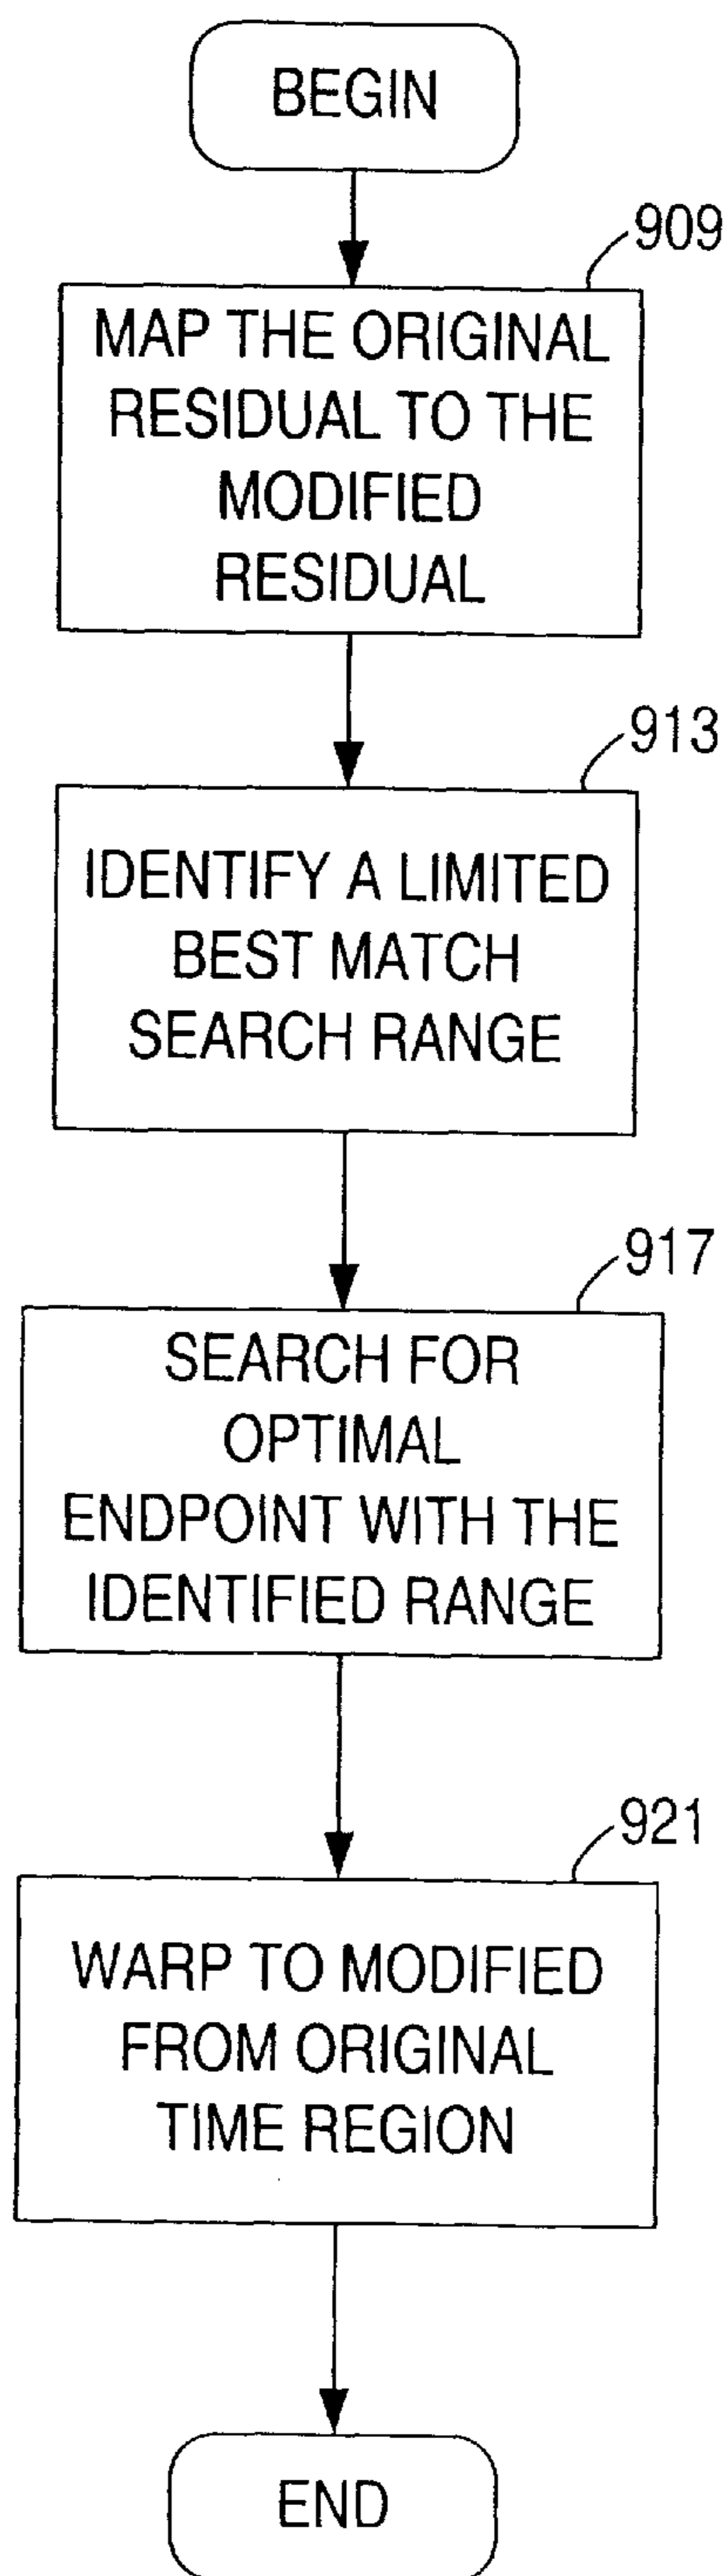 BEGIN
909
MAP THE ORIGINAL
RESIDUAL TO THE
MODIFIED
RESIDUAL
913
IDENTIFY A LIMITED
BEST MATCH
SEARCH RANGE
917
SEARCH FOR
OPTIMAL
ENDPOINT WITH THE
IDENTIFIED RANGE
921
WARP TO MODIFIED
FROM ORIGINAL
TIME REGION
END